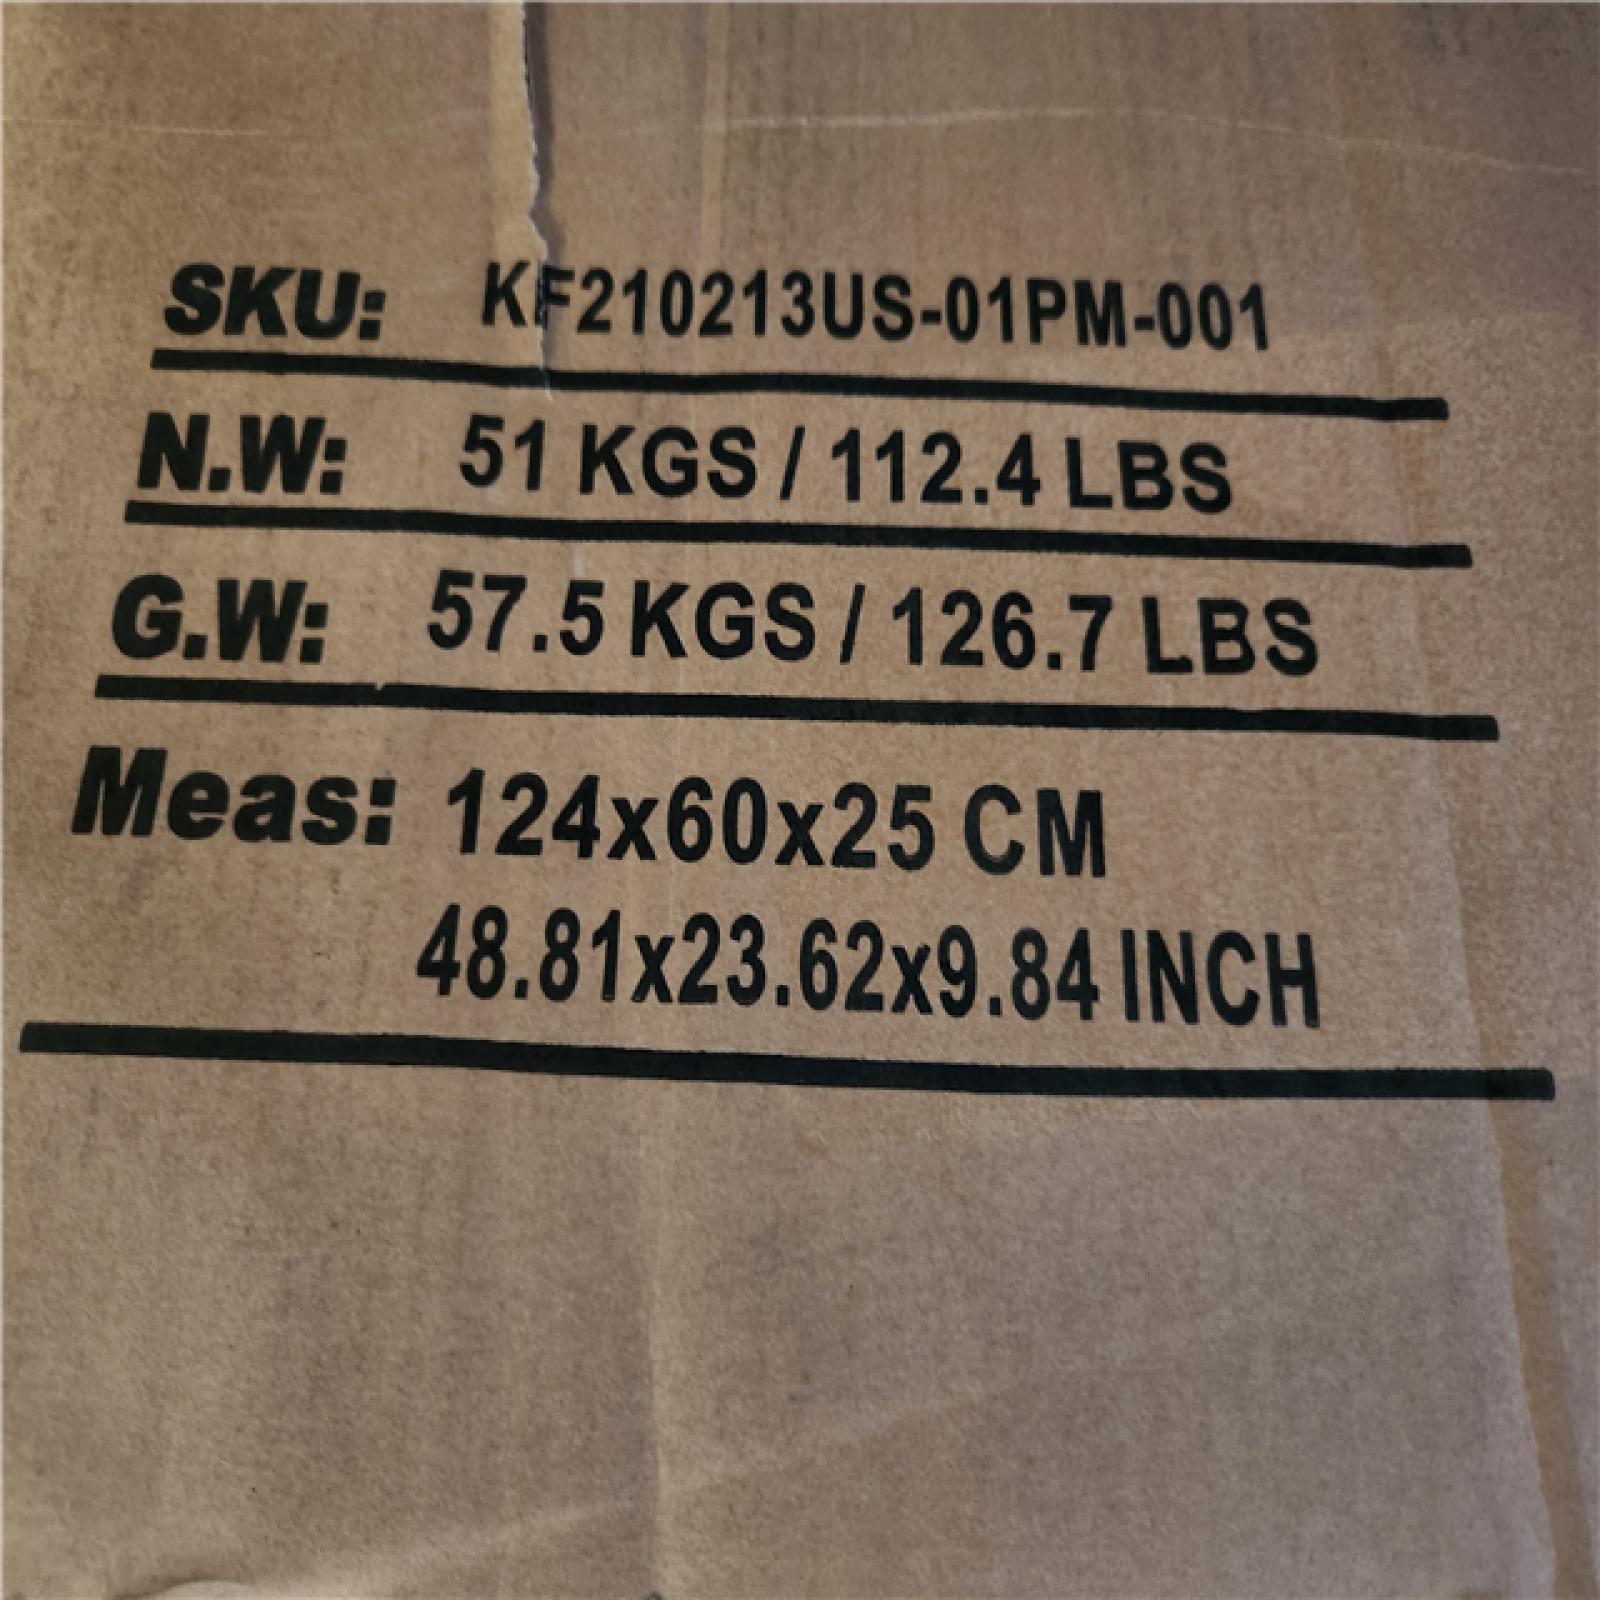 SKU: KF210213US-01PM-001
N.W: 51 KGS / 112.4 LBS
G.W: 57.5 KGS / 126.7 LBS
Meas: 124x60x25 CM
48.81x23.62x9.84 INCH